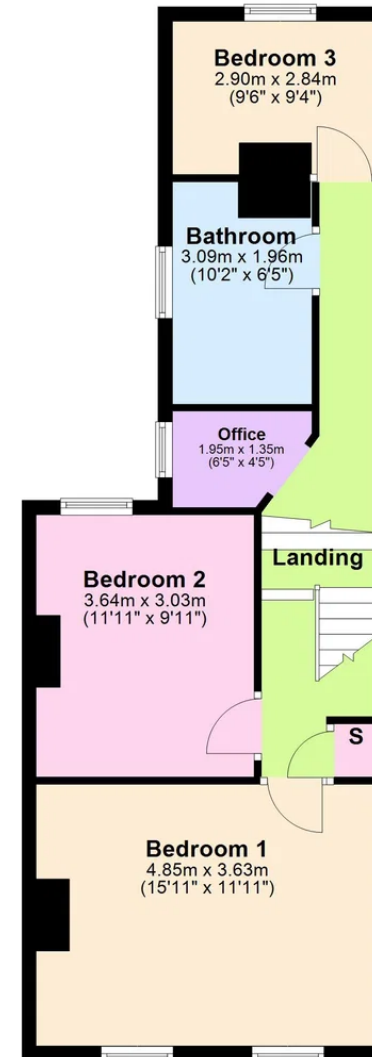 Bedroom 3
2.90m x 2.84m
(9'6" x 9'4")
Bathroom
3.09m x 1.96m
(10'2" x 6'5")
Office
1.95m x 1.35m
(6'5" x 4'5")
Landing
Bedroom 2
3.64m x 3.03m
(11'11" x 9'11")
S
Bedroom 1
4.85m x 3.63m
(15'11" x 11'11")